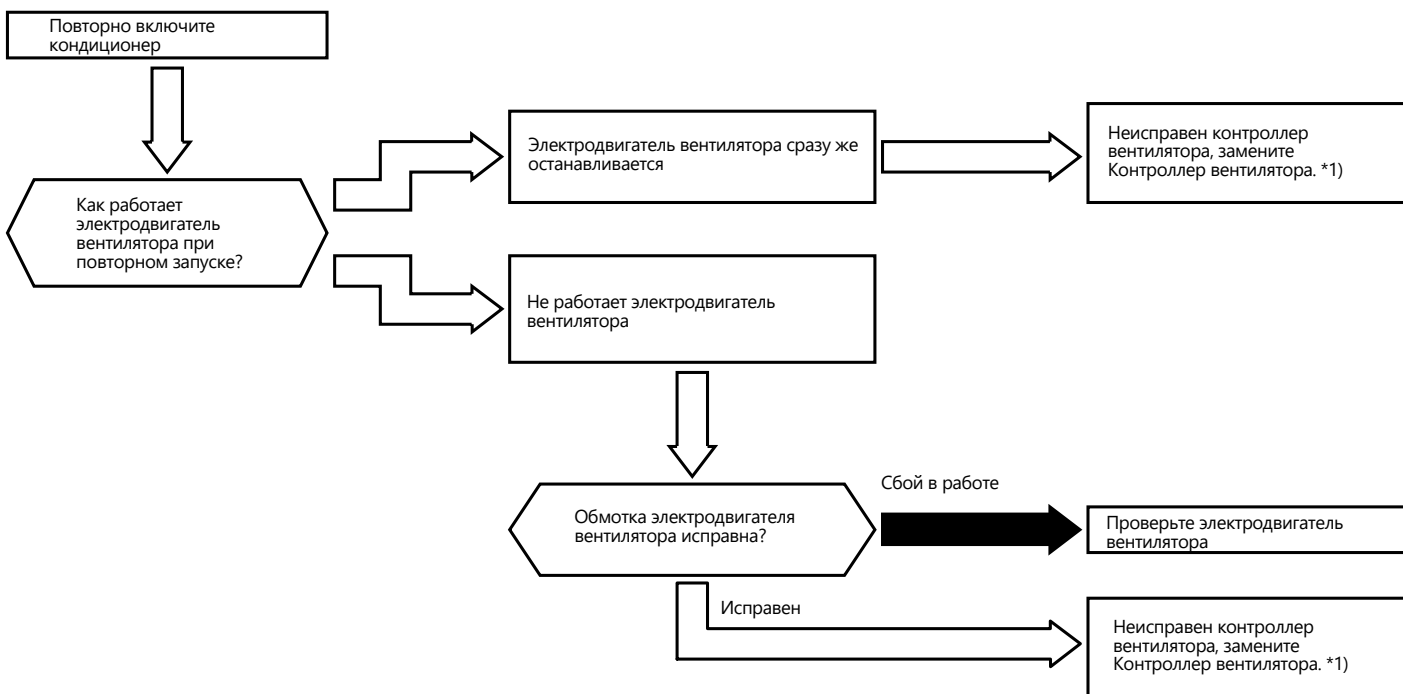 Повторно включите
кондиционер
Электродвигатель вентилятора сразу же
останавливается
Неисправен контроллер
вентилятора, замените
Контроллер вентилятора. *1)
Как работает
электродвигатель
вентилятора при
повторном запуске?
Не работает электродвигатель
вентилятора
Сбой в работе
Обмотка электродвигателя
вентилятора исправна?
Проверьте электродвигатель
вентилятора
Исправен
Неисправен контроллер
вентилятора, замените
Контроллер вентилятора. *1)